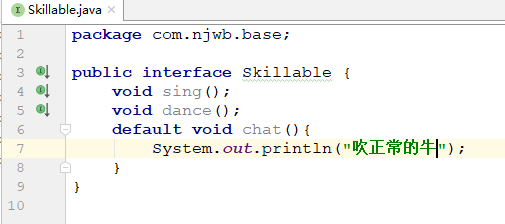 Skillable.java
1 package com.njwb.base;
2
3 public interface Skillable {
4     void sing();
5     void dance();
6     default void chat(){
7         System.out.println("吹正常的牛");
8     }
9 }
10